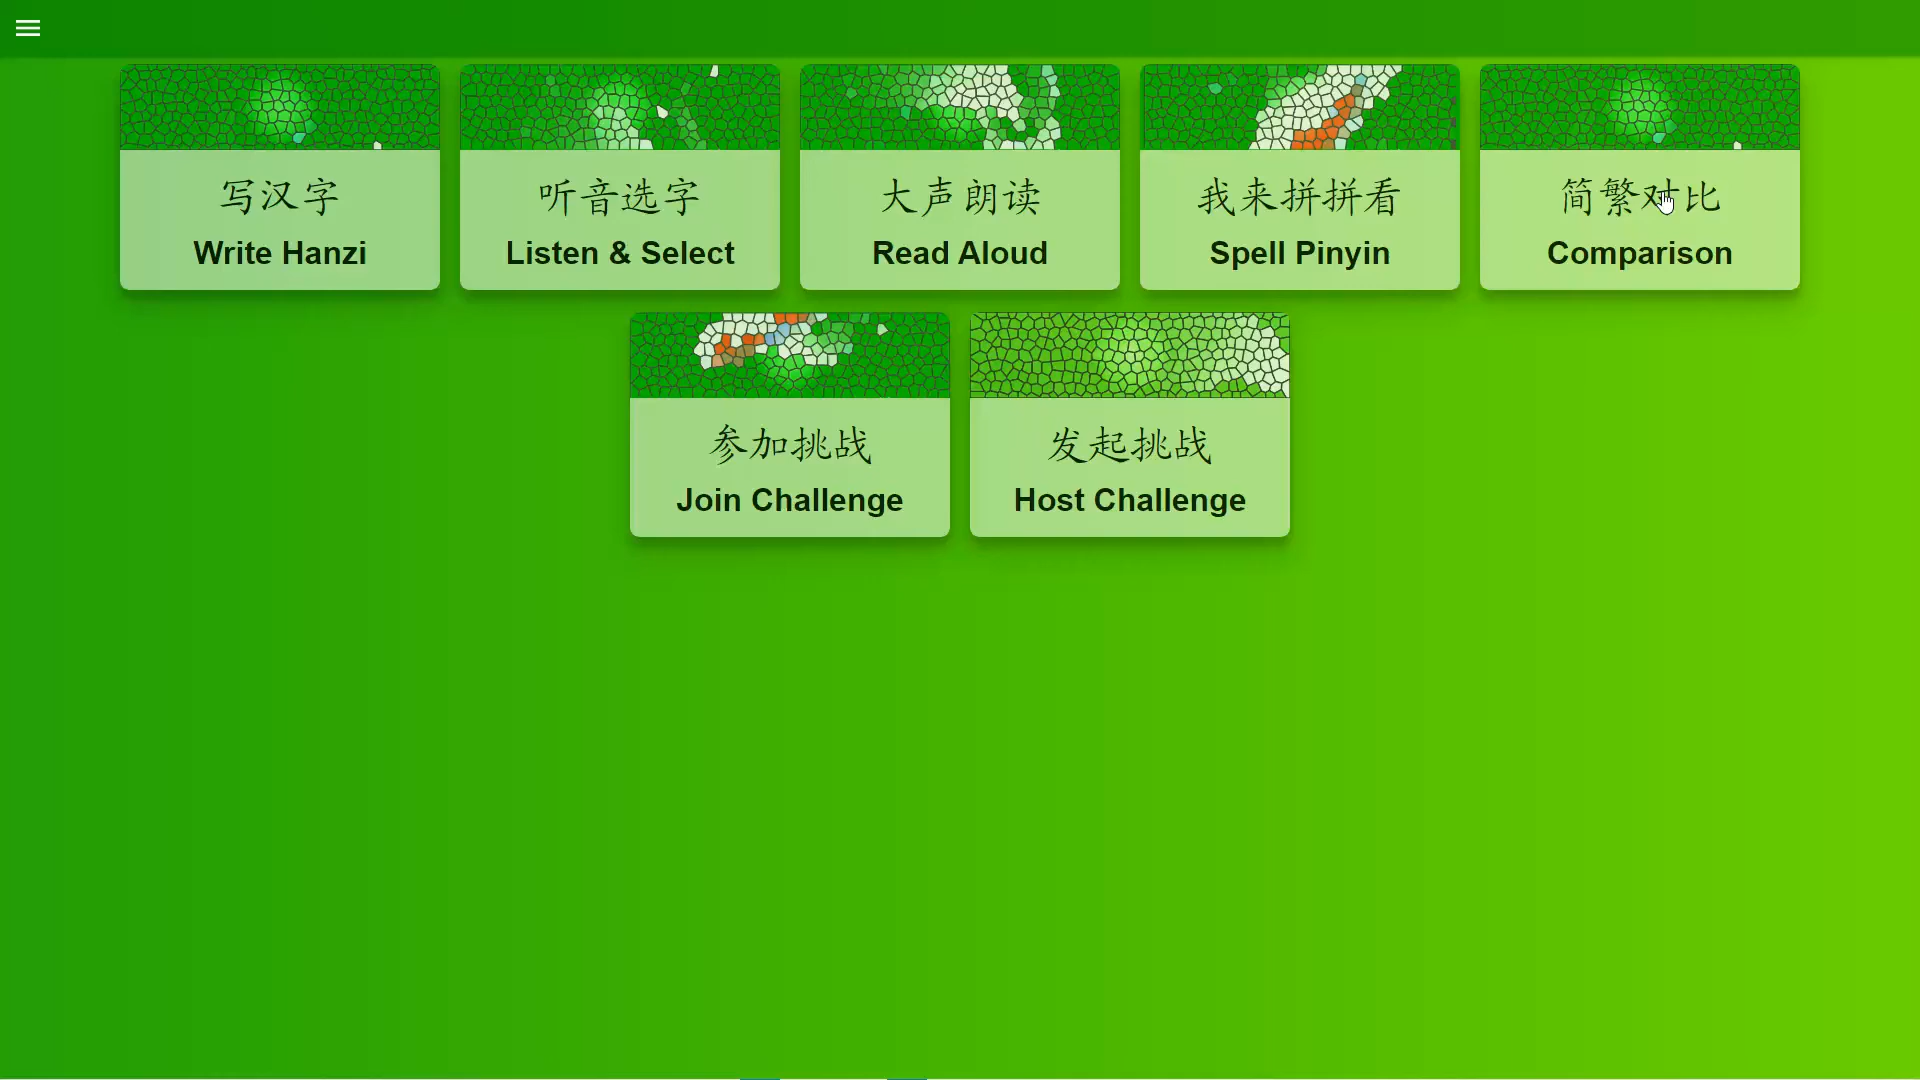 写汉字
Write Hanzi
听音选字
Listen & Select
大声朗读
Read Aloud
我来拼拼看
Spell Pinyin
简繁对比
Comparison
参加挑战
Join Challenge
发起挑战
Host Challenge